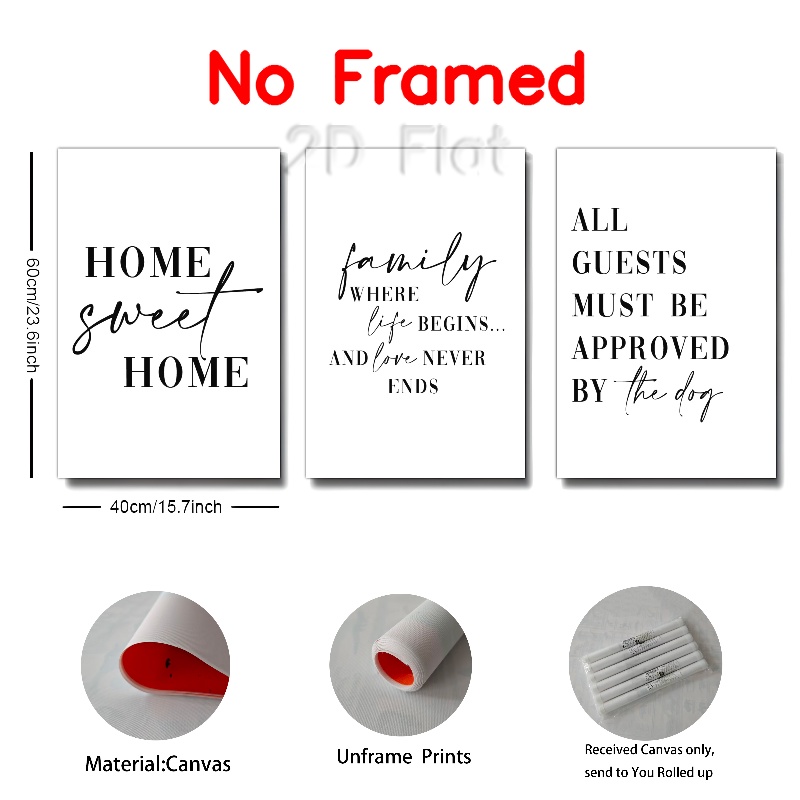 No Framed
2D Flat
60cm/23.6inch
HOME
sweet
HOME
family
WHERE
life BEGINS...
AND love NEVER
ENDS
ALL
GUESTS
MUST BE
APPROVED
BY the dog
40cm/15.7inch
Material:Canvas
Unframe Prints
Received Canvas only,
send to You Rolled up